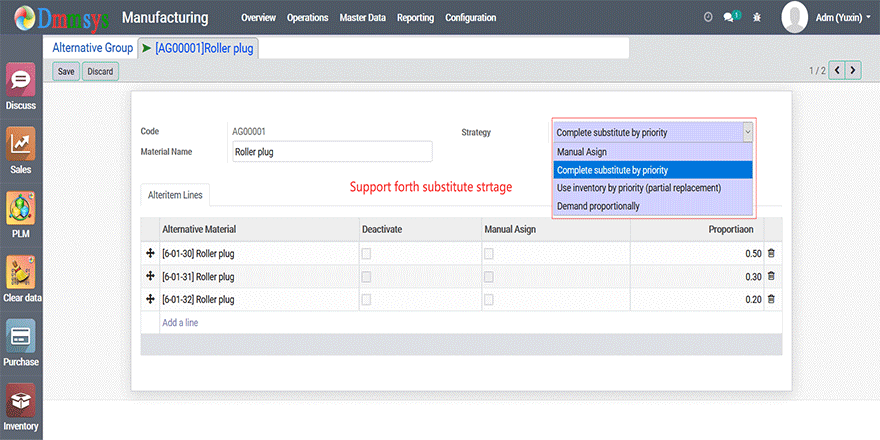 Dmmsys Manufacturing Overview Operations Master Data Reporting Configuration 1 Adm (Yuxin)
Alternative Group [AG00001]Roller plug
Save Discard 1 / 2
Discuss
Sales
PLM
Clear data
Purchase
Inventory
Code AG00001 Strategy Complete substitute by priority
Material Name Roller plug Manual Asign
Complete substitute by priority
Use inventory by priority (partial replacement)
Demand proportionally
Support forth substitute strtage
Alteritem Lines
Alternative Material Deactivate Manual Asign Proportiaon
[6-01-30] Roller plug 0.50
[6-01-31] Roller plug 0.30
[6-01-32] Roller plug 0.20
Add a line